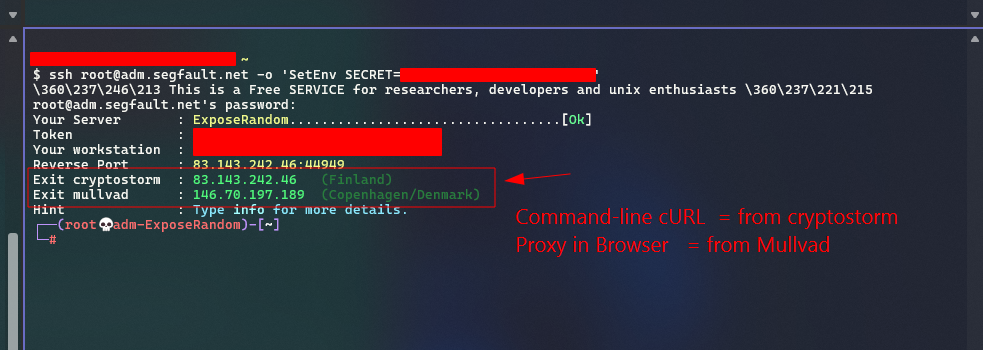 ~
$ ssh root@adm.segfault.net -o 'SetEnv SECRET='
\360\237\246\213 This is a Free SERVICE for researchers, developers and unix enthusiasts \360\237\221\215
root@adm.segfault.net's password:
Your Server : ExposeRandom..................................[Ok]
Token :
Your workstation :
Reverse Port : 83.143.242.46:44949
Exit cryptostorm : 83.143.242.46 (Finland)
Exit mullvad : 146.70.197.189 (Copenhagen/Denmark)
Hint : Type info for more details.
┌──(root💀adm-ExposeRandom)-[~]
└─#
Command-line cURL = from cryptostorm
Proxy in Browser = from Mullvad